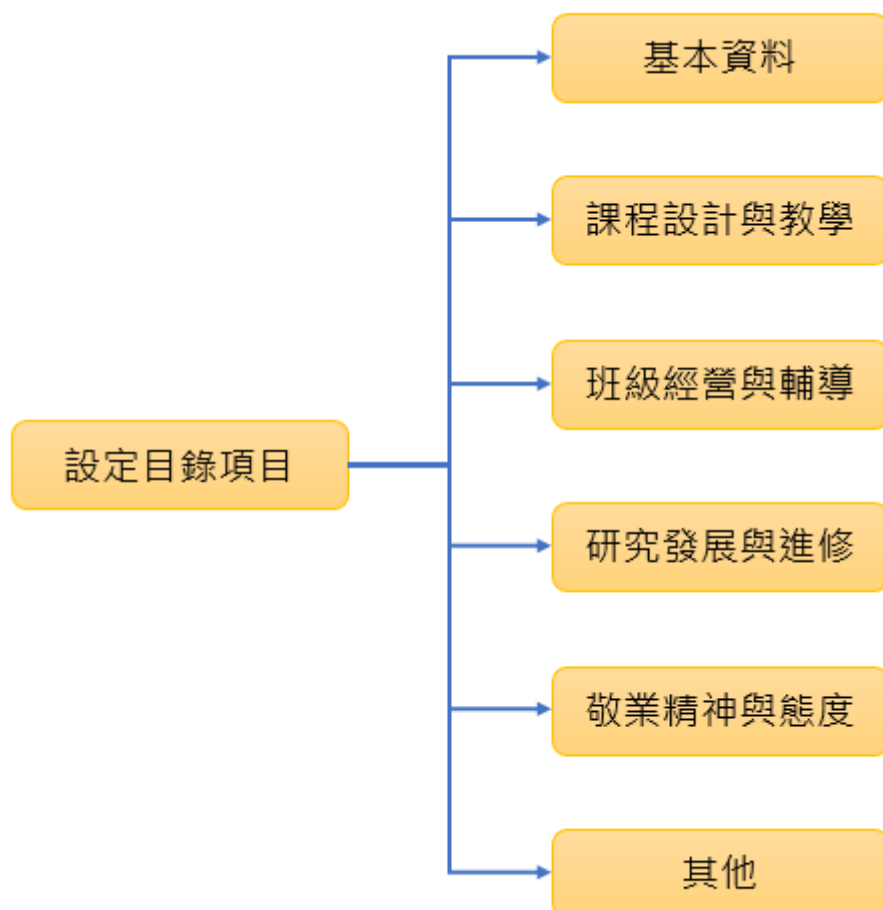 基本資料
課程設計與教學
班級經營與輔導
設定目錄項目
研究發展與進修
敬業精神與態度
其他